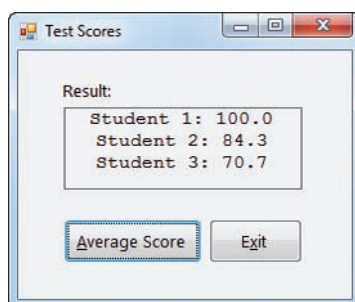 Test Scores
Result:
Student 1: 100.0
Student 2: 84.3
Student 3: 70.7
Average Score
Exit